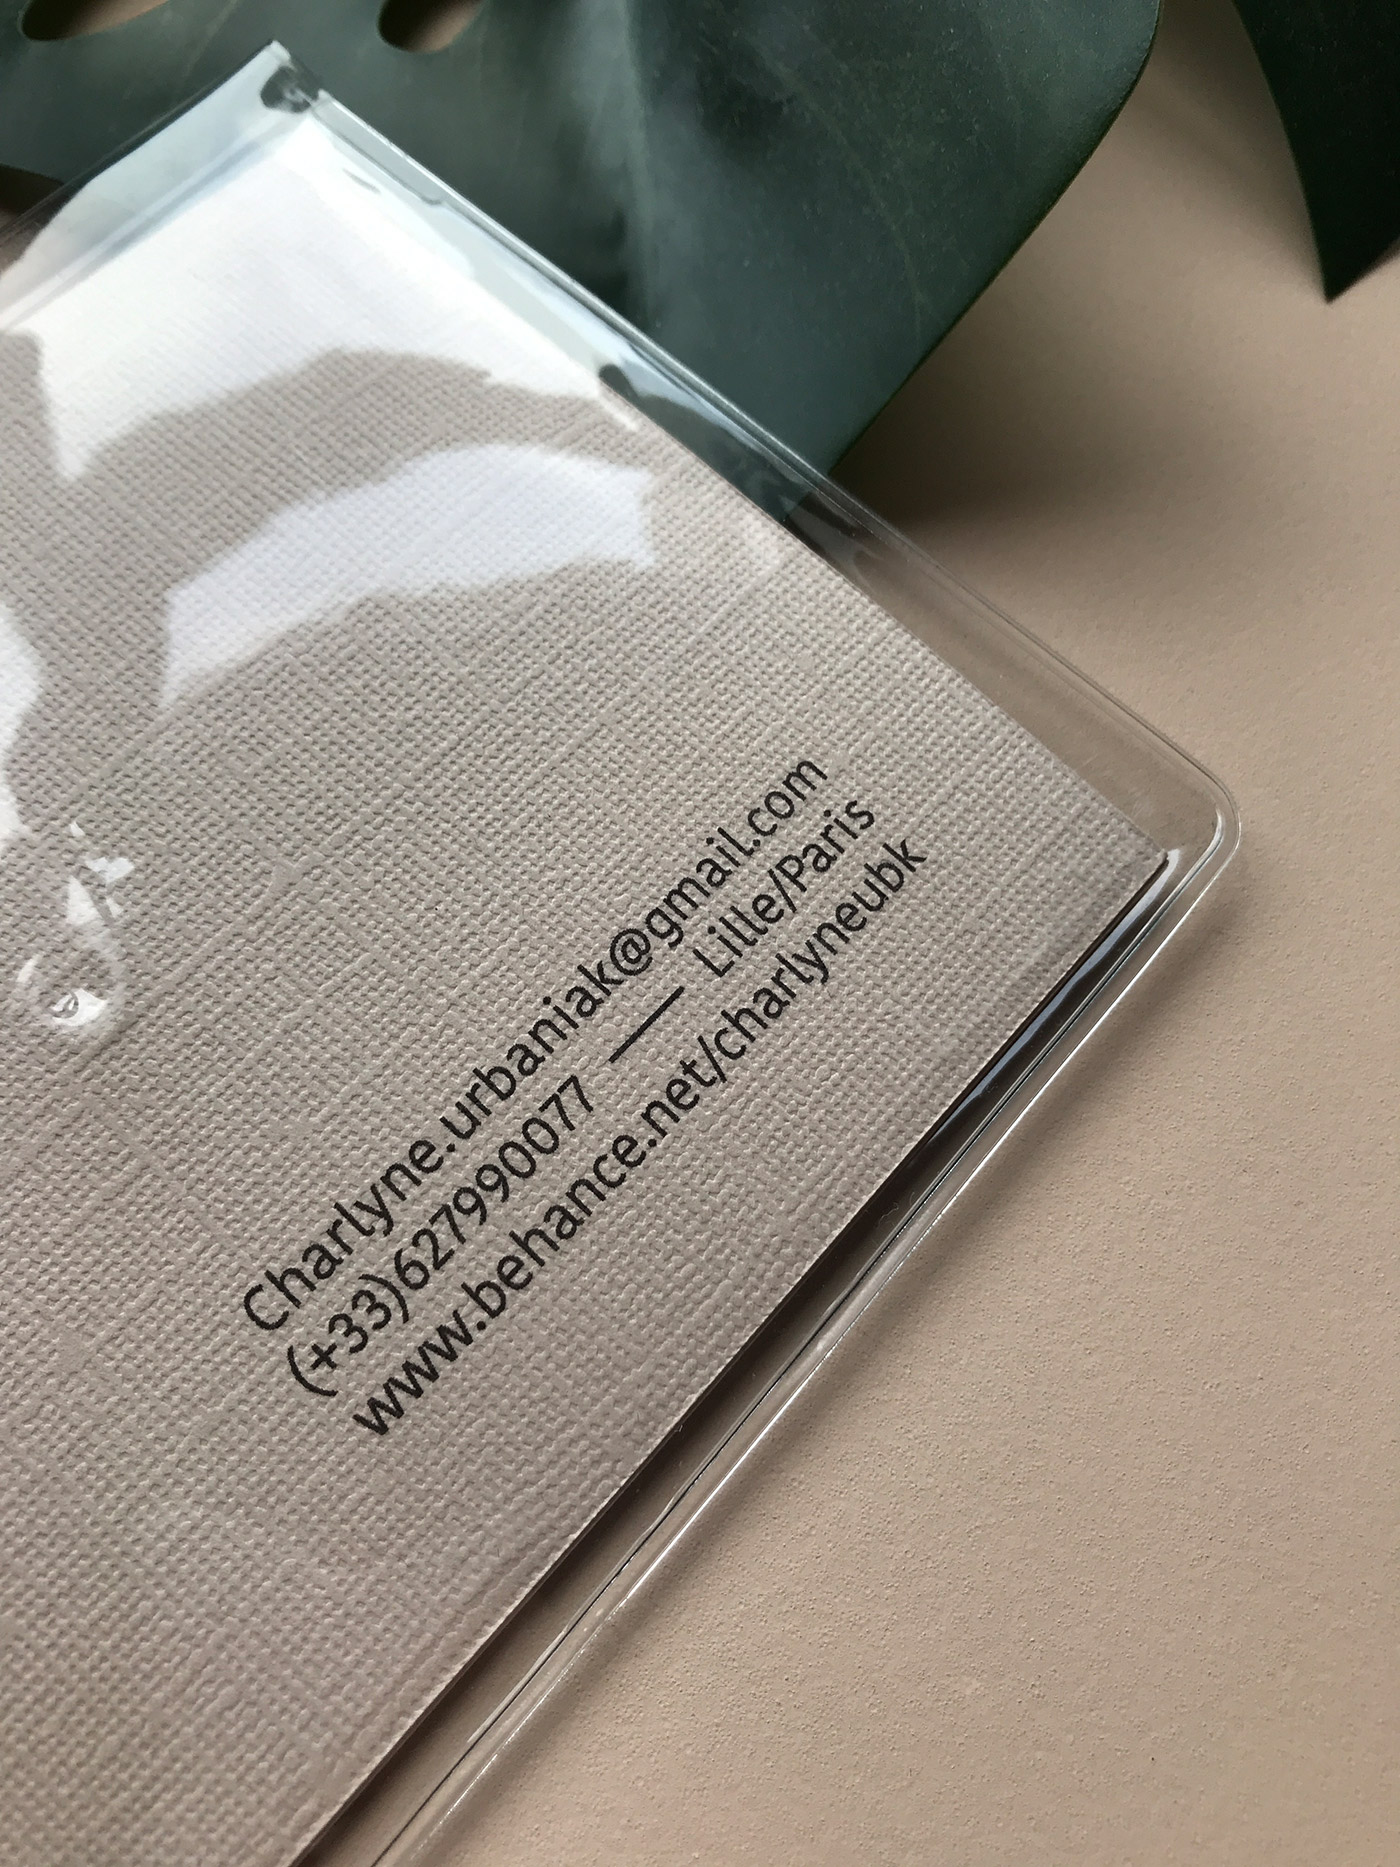 Charlyne.urbaniak@gmail.com
(+33)627990077 — Lille/Paris
www.behance.net/charlyneubk